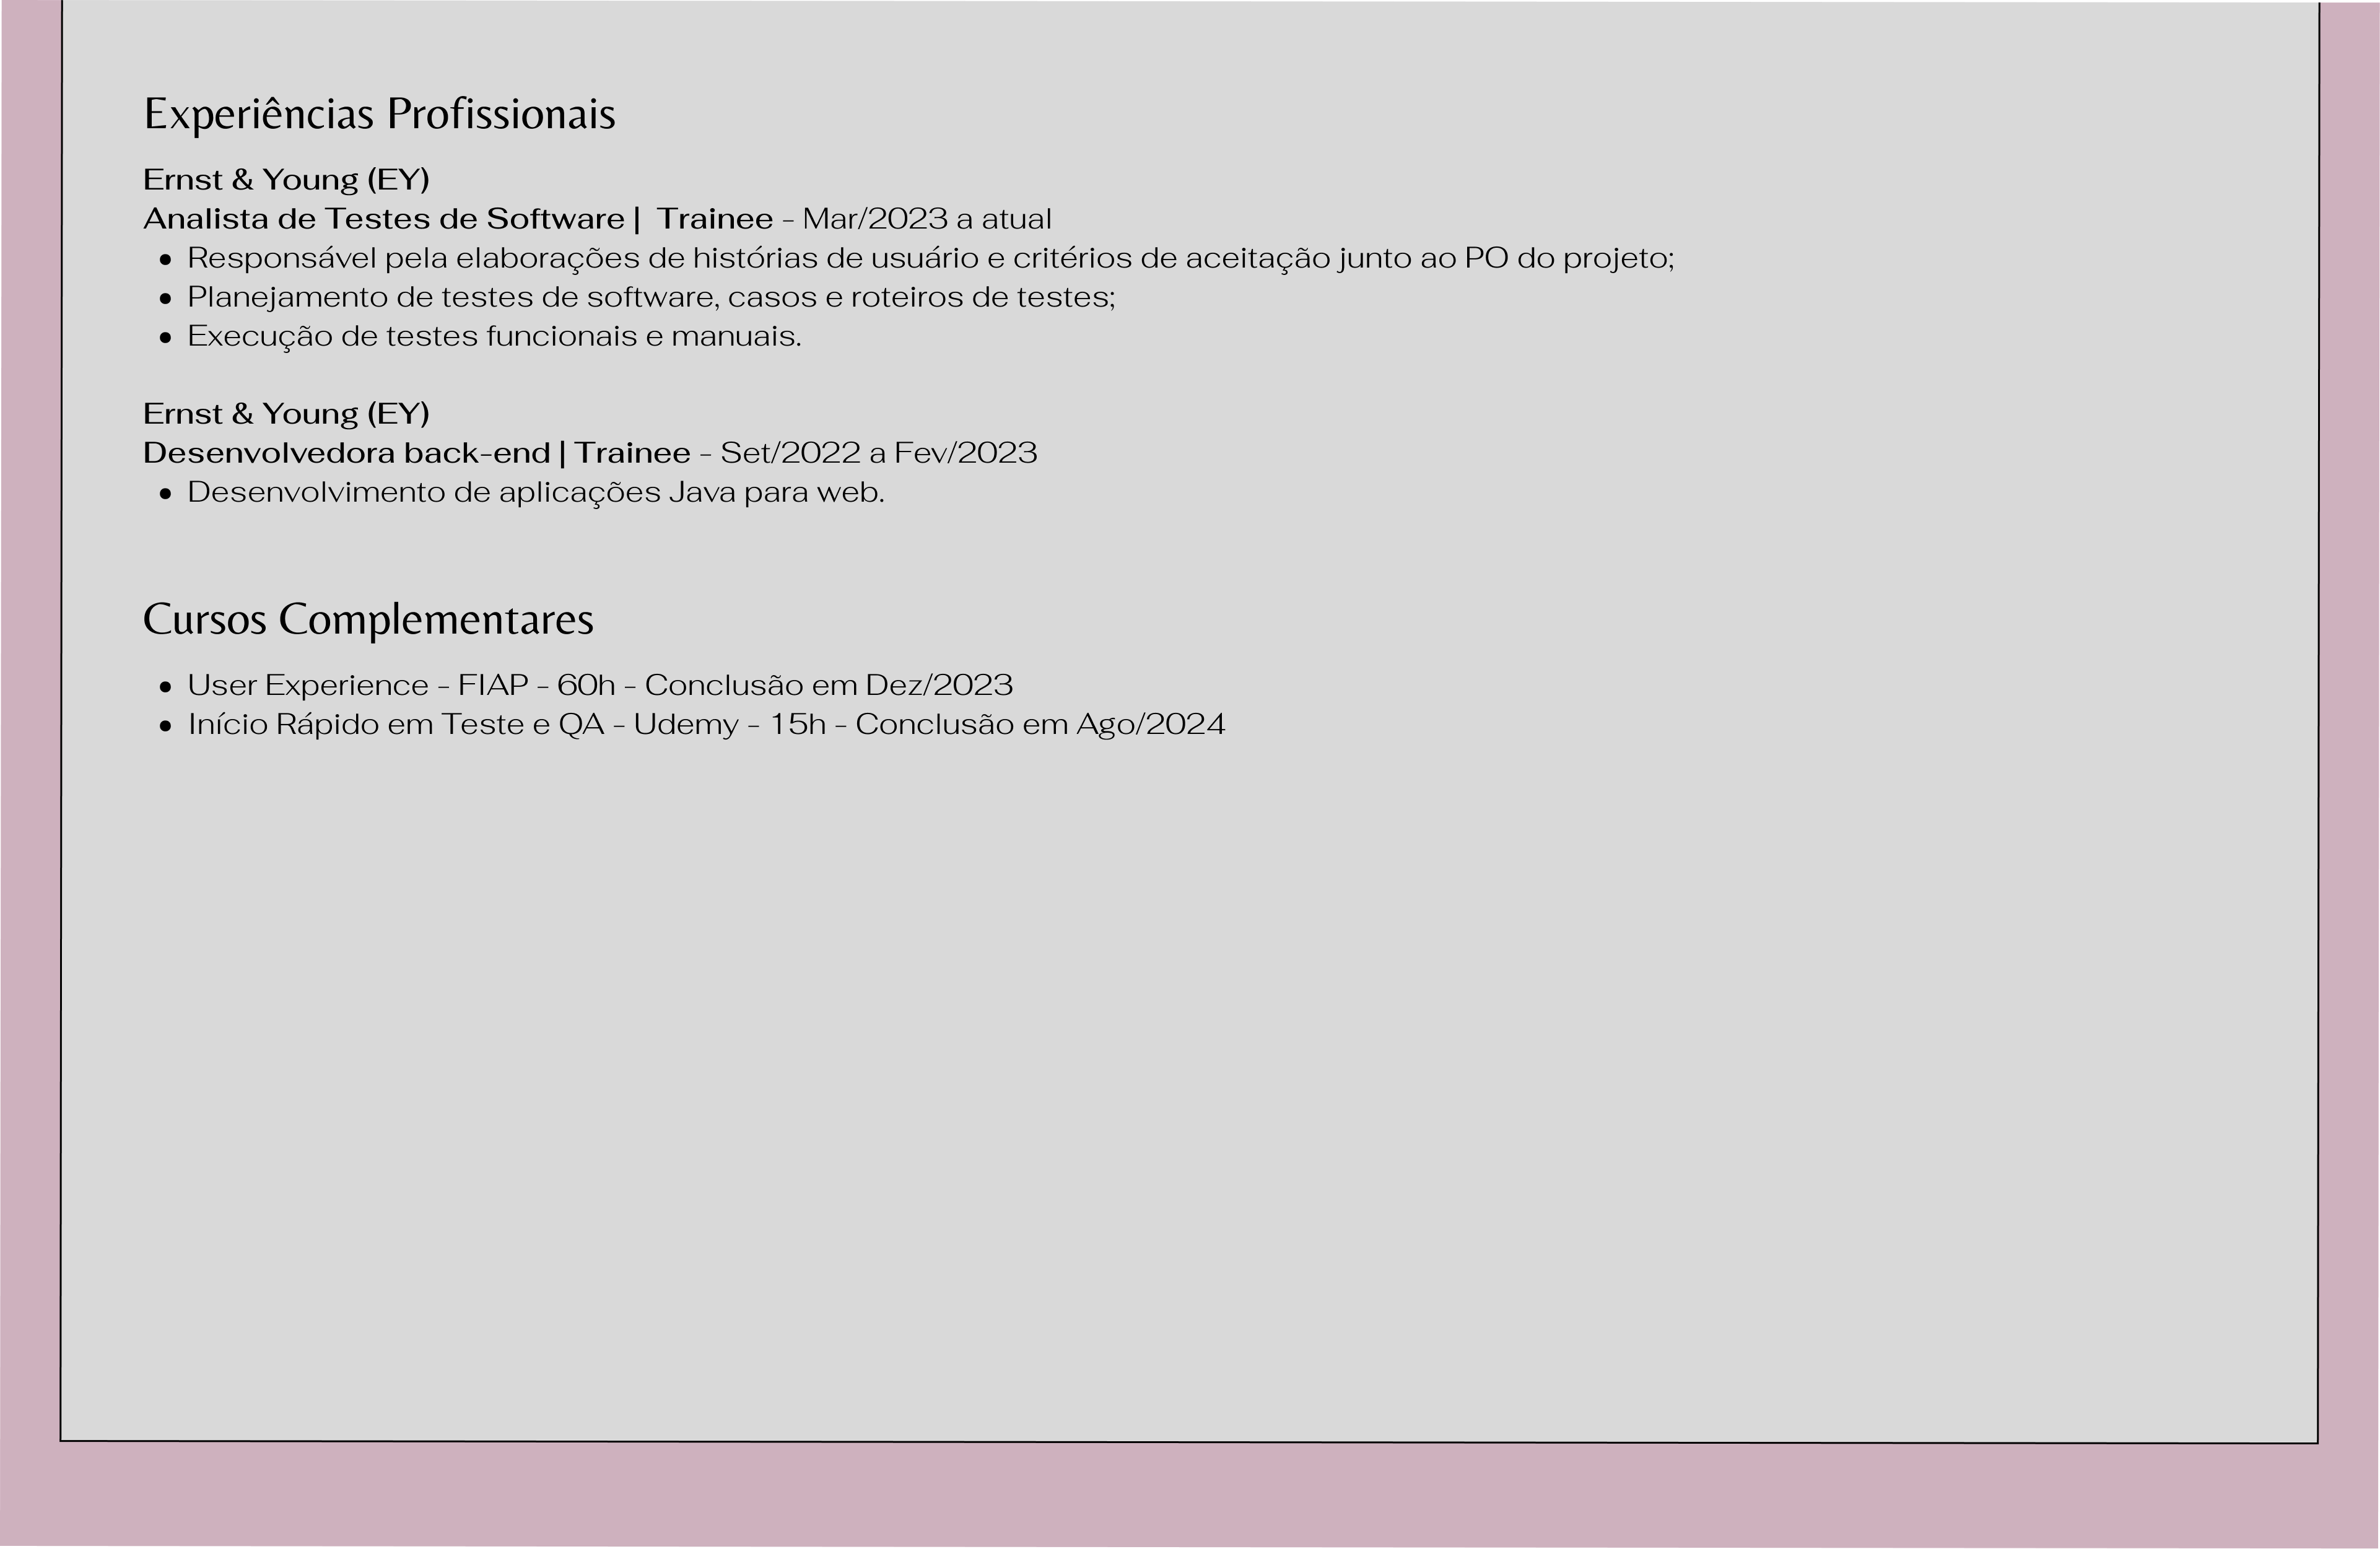 Experiências Profissionais
Ernst & Young (EY)
Analista de Testes de Software |  Trainee - Mar/2023 a atual
• Responsável pela elaborações de histórias de usuário e critérios de aceitação junto ao PO do projeto;
• Planejamento de testes de software, casos e roteiros de testes;
• Execução de testes funcionais e manuais.
Ernst & Young (EY)
Desenvolvedora back-end | Trainee - Set/2022 a Fev/2023
• Desenvolvimento de aplicações Java para web.
Cursos Complementares
• User Experience - FIAP - 60h - Conclusão em Dez/2023
• Início Rápido em Teste e QA - Udemy - 15h - Conclusão em Ago/2024